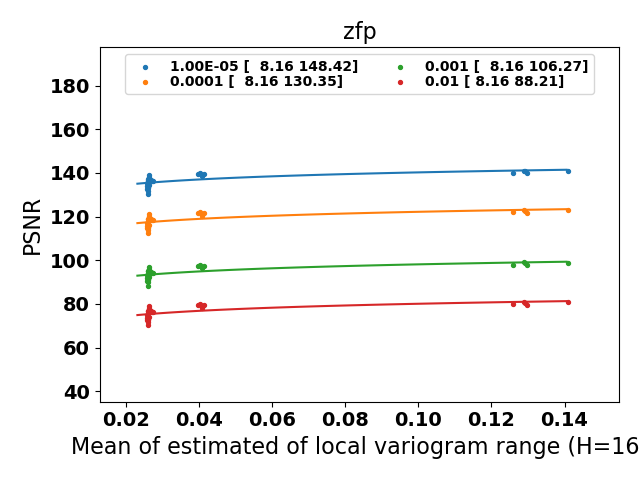 zfp
1.00E-05 [  8.16 148.42]
0.0001 [  8.16 130.35]
0.001 [  8.16 106.27]
0.01 [ 8.16 88.21]
PSNR
180
160
140
120
100
80
60
40
0.02 0.04 0.06 0.08 0.10 0.12 0.14
Mean of estimated of local variogram range (H=16